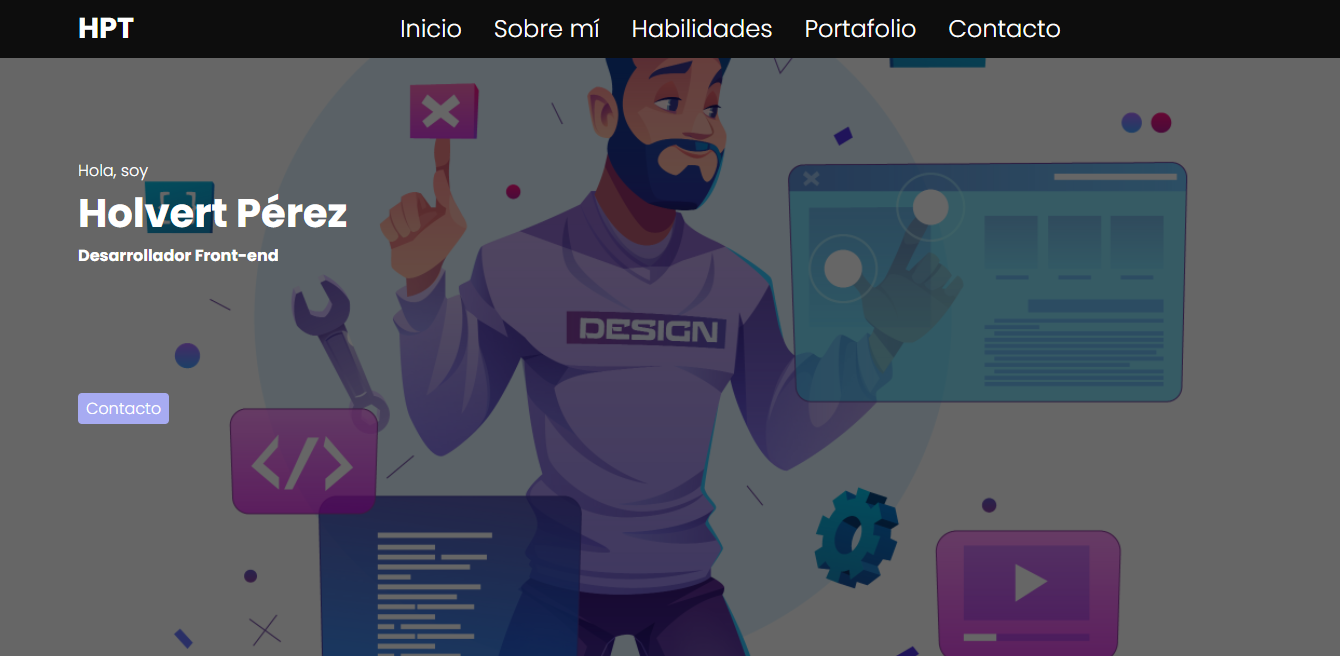 HPT
Inicio Sobre mí Habilidades Portafolio Contacto
Hola, soy
Holvert Pérez
Desarrollador Front-end
DESIGN
Contacto
</>